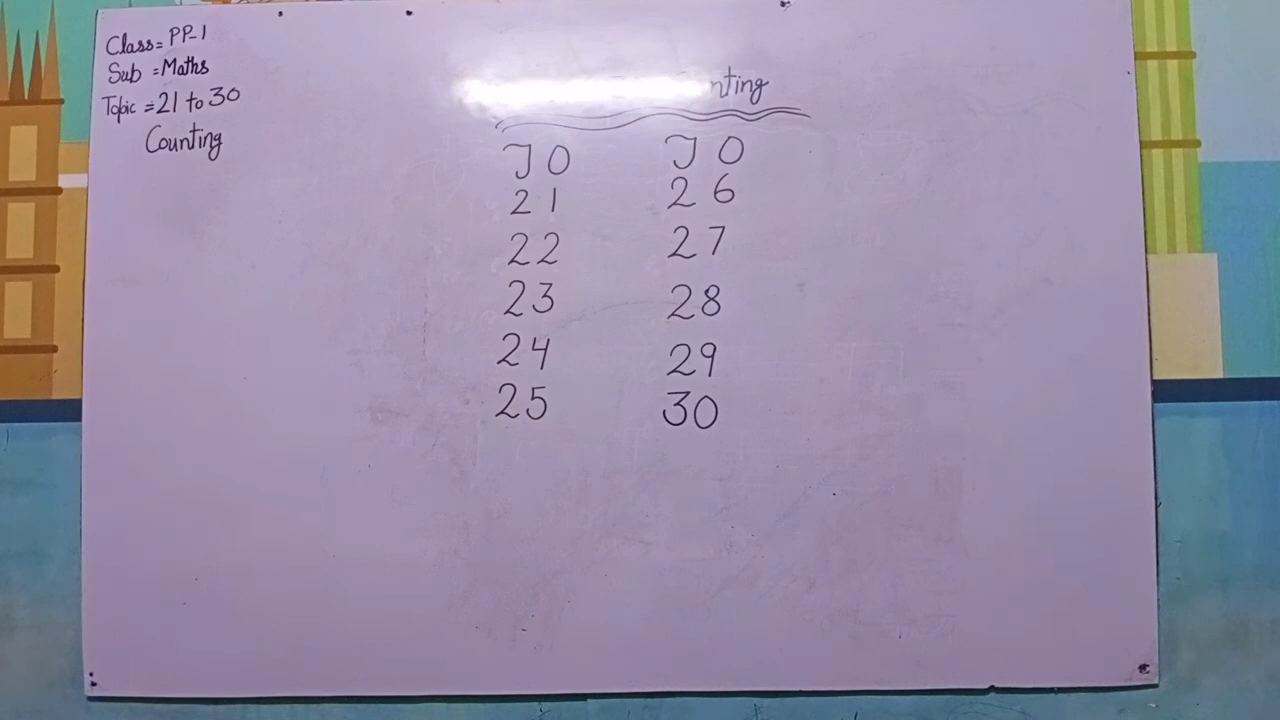 Class= PP-1
Sub = Maths
Topic = 21 to 30
Counting
T O T O
21 26
22 27
23 28
24 29
25 30